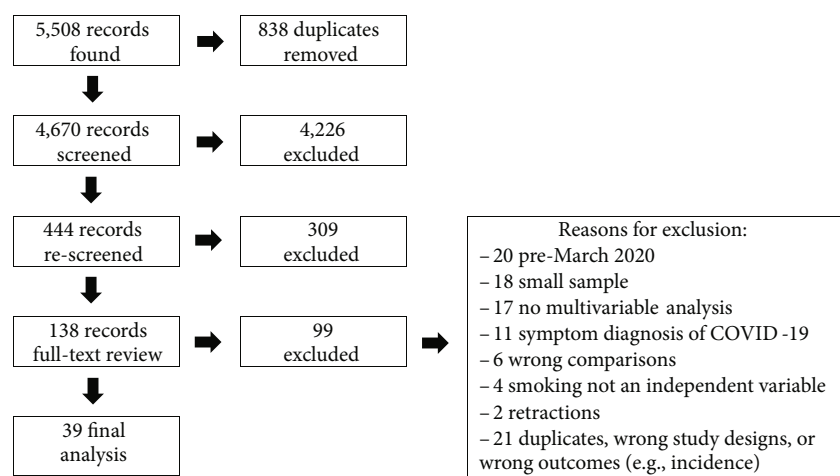 5,508 records
found
838 duplicates
removed
4,670 records
screened
4,226
excluded
444 records
re-screened
309
excluded
138 records
full-text review
99
excluded
39 final
analysis
Reasons for exclusion:
– 20 pre-March 2020
– 18 small sample
– 17 no multivariable analysis
– 11 symptom diagnosis of COVID -19
– 6 wrong comparisons
– 4 smoking not an independent variable
– 2 retractions
– 21 duplicates, wrong study designs, or
wrong outcomes (e.g., incidence)